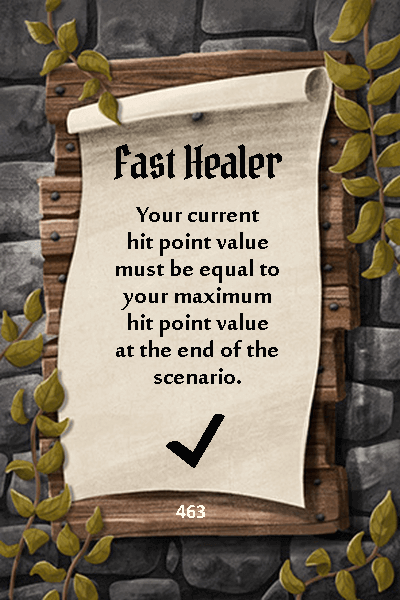 Fast Healer
Your current
hit point value
must be equal to
your maximum
hit point value
at the end of the
scenario.
463